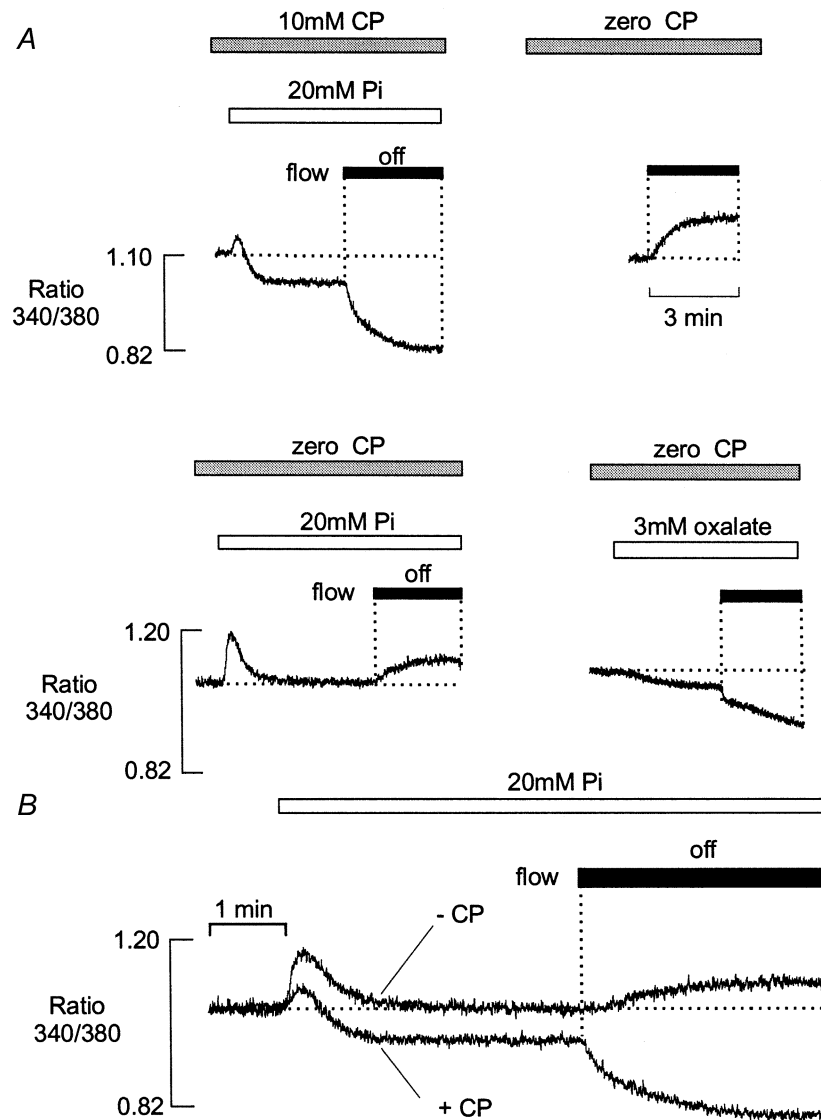 A
10mM CP
zero CP
20mM Pi
flow
off
1.10
Ratio
340/380
0.82
3 min
zero CP
zero CP
20mM Pi
3mM oxalate
flow
off
1.20
Ratio
340/380
0.82
B
20mM Pi
off
flow
1 min
- CP
1.20
Ratio
340/380
0.82
+ CP